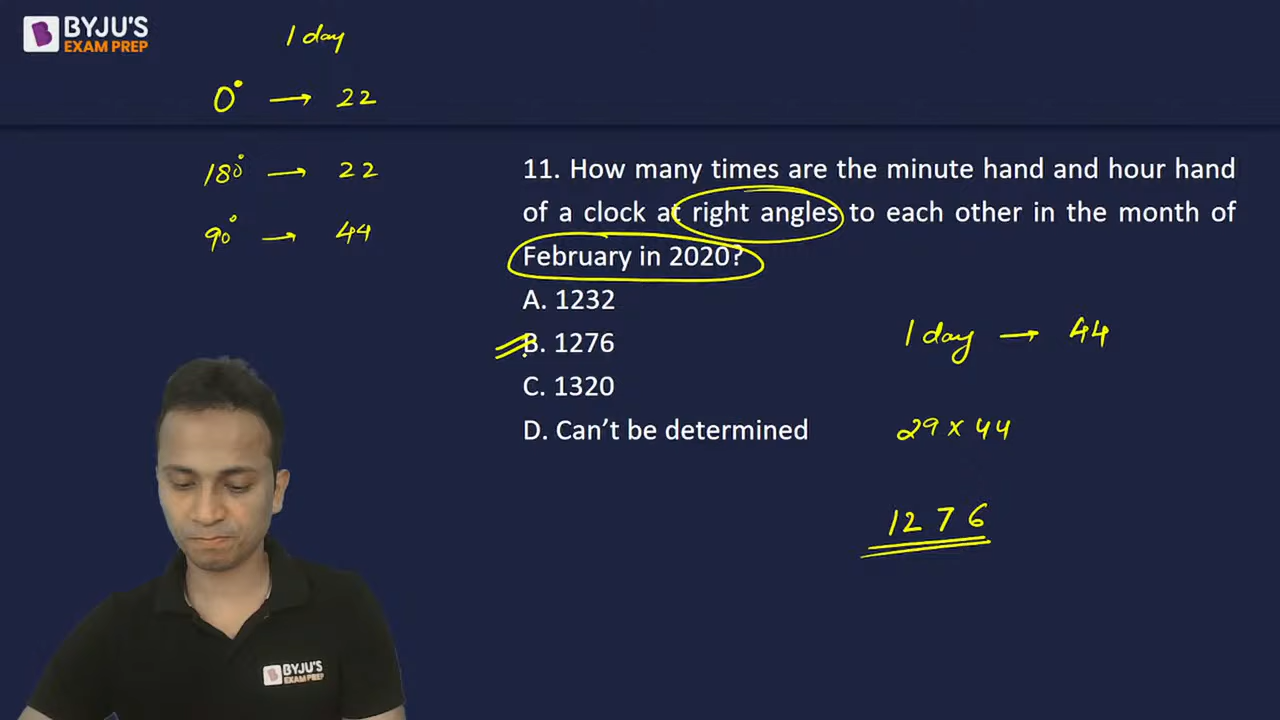 BYJU'S
EXAM PREP
1 day
0° → 22
180° → 22
90° → 44
11. How many times are the minute hand and hour hand
of a clock at right angles to each other in the month of
February in 2020?
A. 1232
B. 1276
C. 1320
D. Can't be determined
1 day → 44
29 × 44
1276
BYJU'S
EXAM PREP